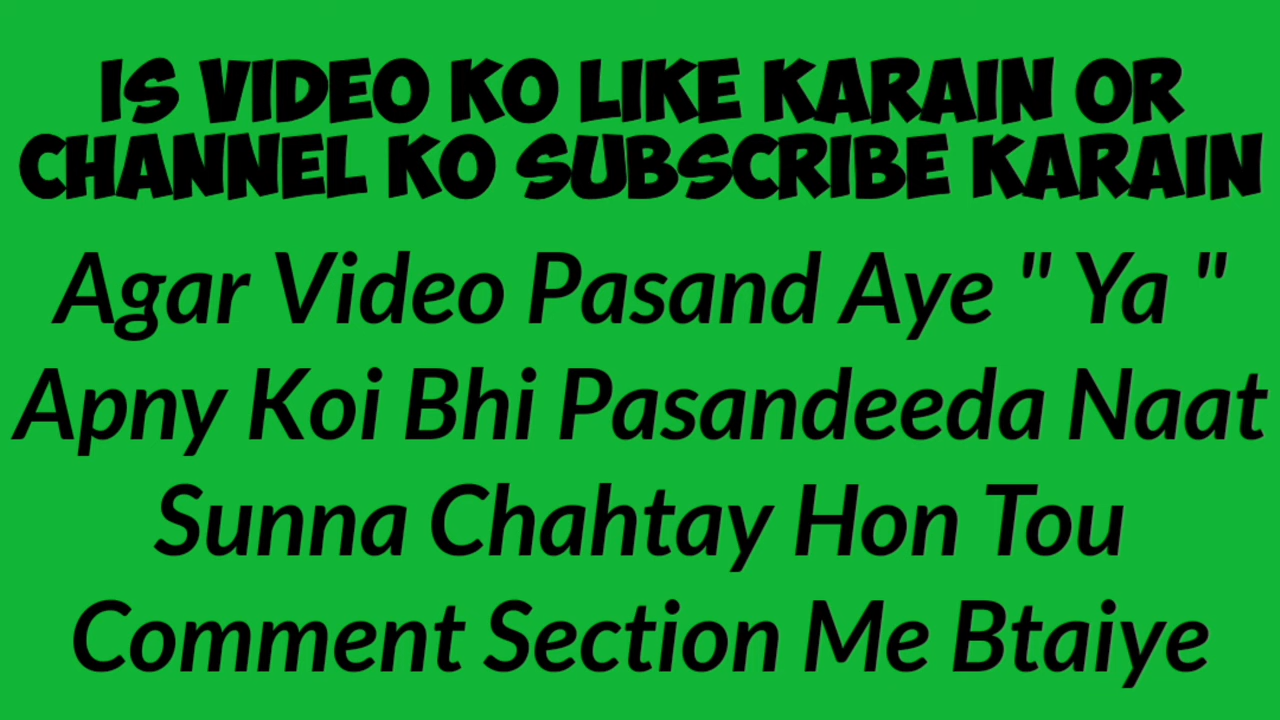 IS VIDEO KO LIKE KARAIN OR
CHANNEL KO SUBSCRIBE KARAIN
Agar Video Pasand Aye " Ya "
Apny Koi Bhi Pasandeeda Naat
Sunna Chahtay Hon Tou
Comment Section Me Btaiye